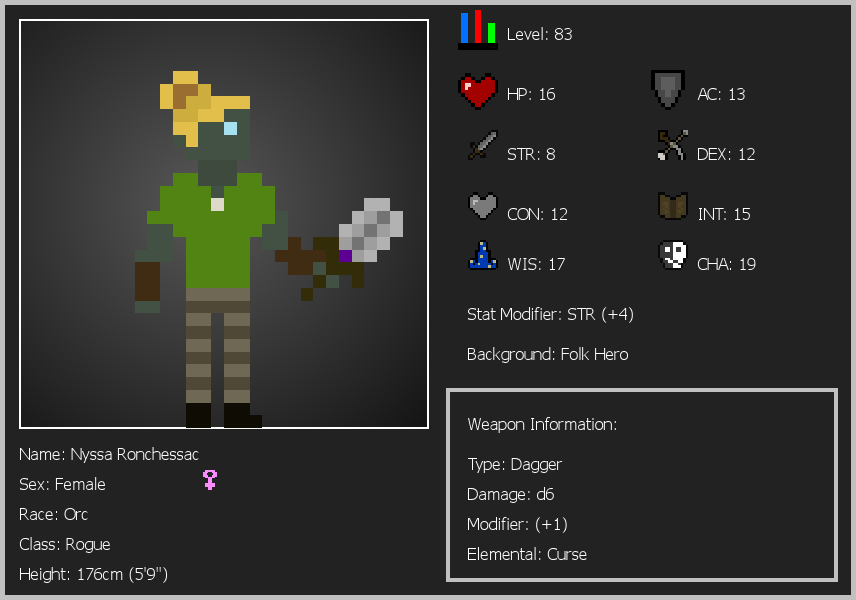 Level: 83
HP: 16
AC: 13
STR: 8
DEX: 12
CON: 12
INT: 15
WIS: 17
CHA: 19
Stat Modifier: STR (+4)
Background: Folk Hero
Weapon Information:
Type: Dagger
Damage: d6
Modifier: (+1)
Elemental: Curse
Name: Nyssa Ronchessac
Sex: Female
Race: Orc
Class: Rogue
Height: 176cm (5'9")